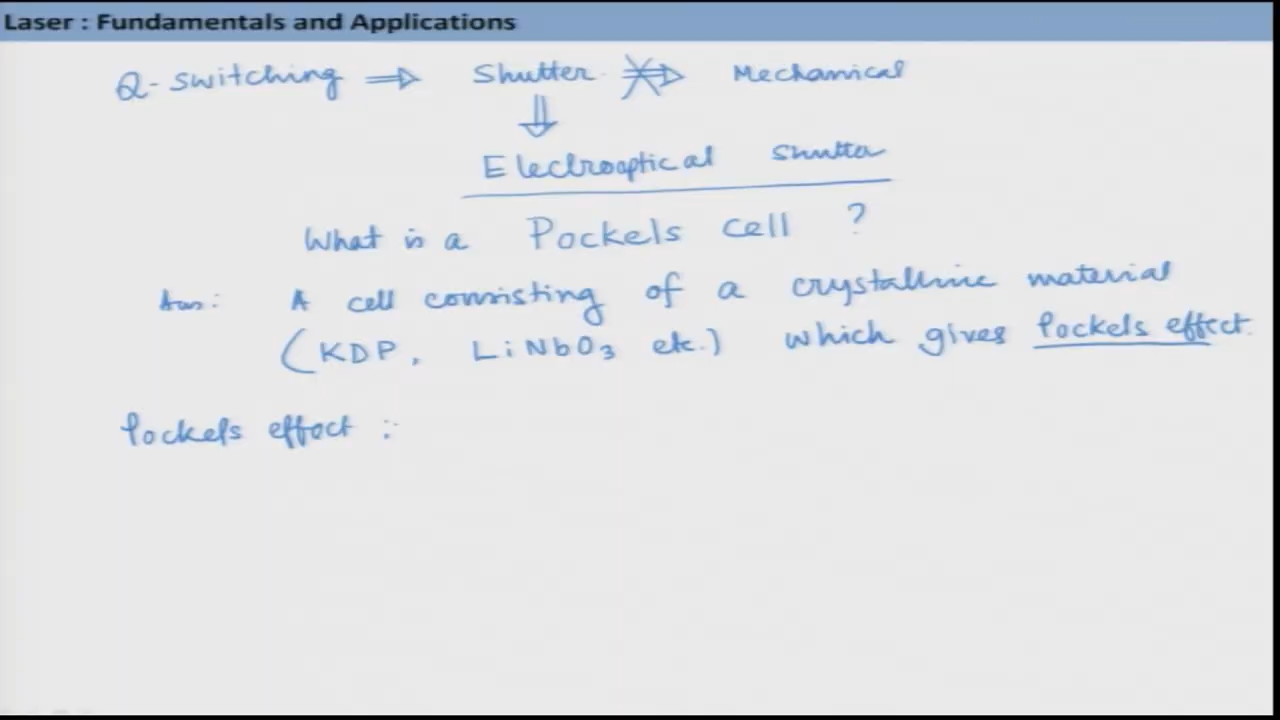 Laser : Fundamentals and Applications
Q-switching ⇒ Shutter ⇏ Mechanical
⇓
Electrooptical shutter
What is a Pockels cell ?
Ans: A cell consisting of a crystalline material
(KDP, LiNbO3 etc.) which gives Pockels effect.
Pockels effect :